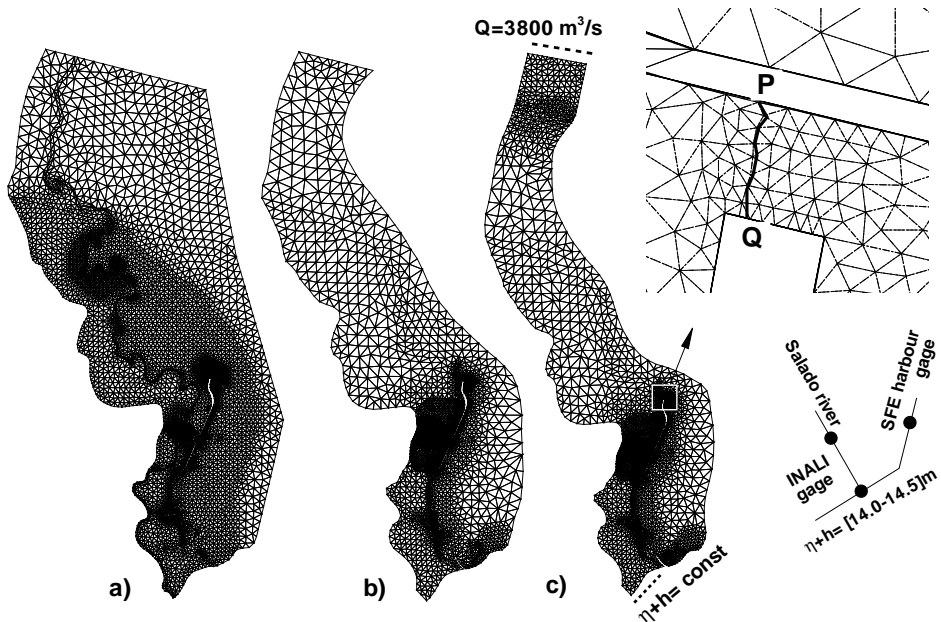 Q=3800 m³/s
P
Q
Salado river
SFE harbour
gage
INALI
gage
η+h= [14.0-14.5]m
η+h= const
a)
b)
c)